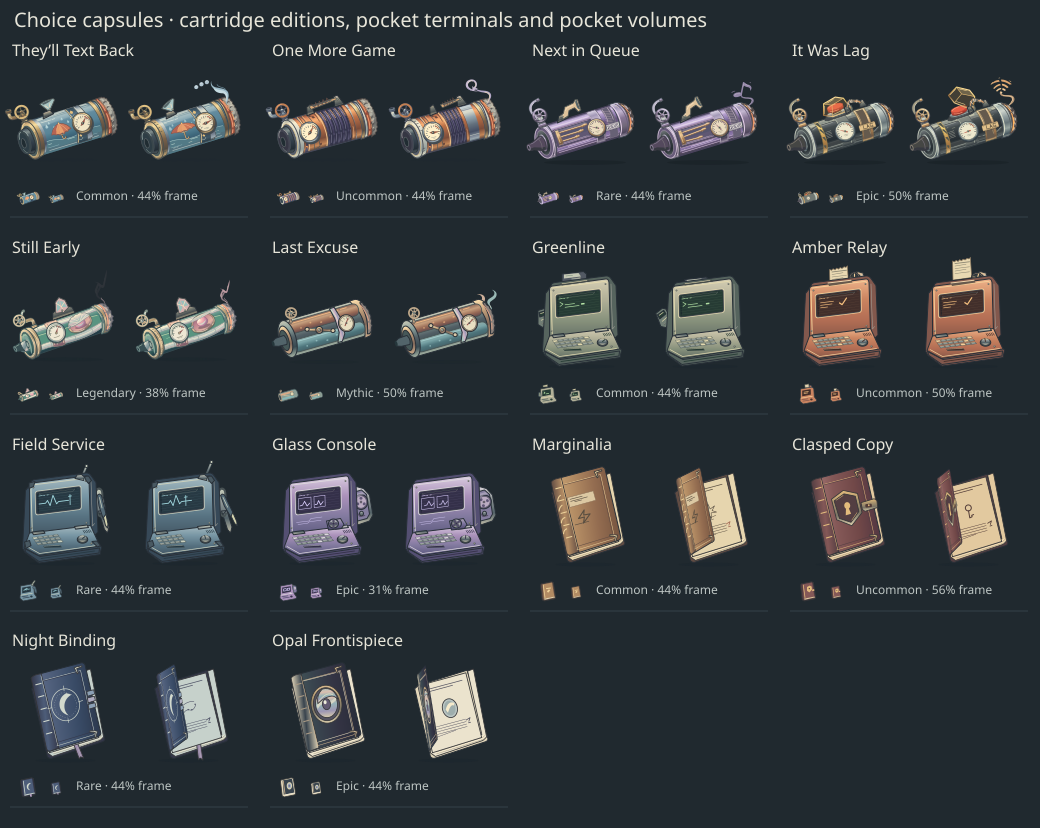 Choice capsules · cartridge editions, pocket terminals and pocket volumes
They’ll Text Back
One More Game
Next in Queue
It Was Lag
Common · 44% frame
Uncommon · 44% frame
Rare · 44% frame
Epic · 50% frame
Still Early
Last Excuse
Greenline
Amber Relay
Legendary · 38% frame
Mythic · 50% frame
Common · 44% frame
Uncommon · 50% frame
Field Service
Glass Console
Marginalia
Clasped Copy
Rare · 44% frame
Epic · 31% frame
Common · 44% frame
Uncommon · 56% frame
Night Binding
Opal Frontispiece
Rare · 44% frame
Epic · 44% frame